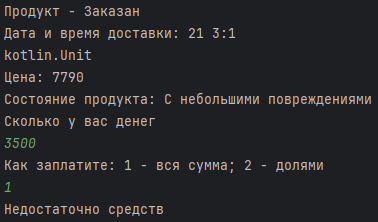 Продукт - Заказан
Дата и время доставки: 21 3:1
kotlin.Unit
Цена: 7790
Состояние продукта: С небольшими повреждениями
Сколько у вас денег
3500
Как заплатите: 1 - вся сумма; 2 - долями
1
Недостаточно средств